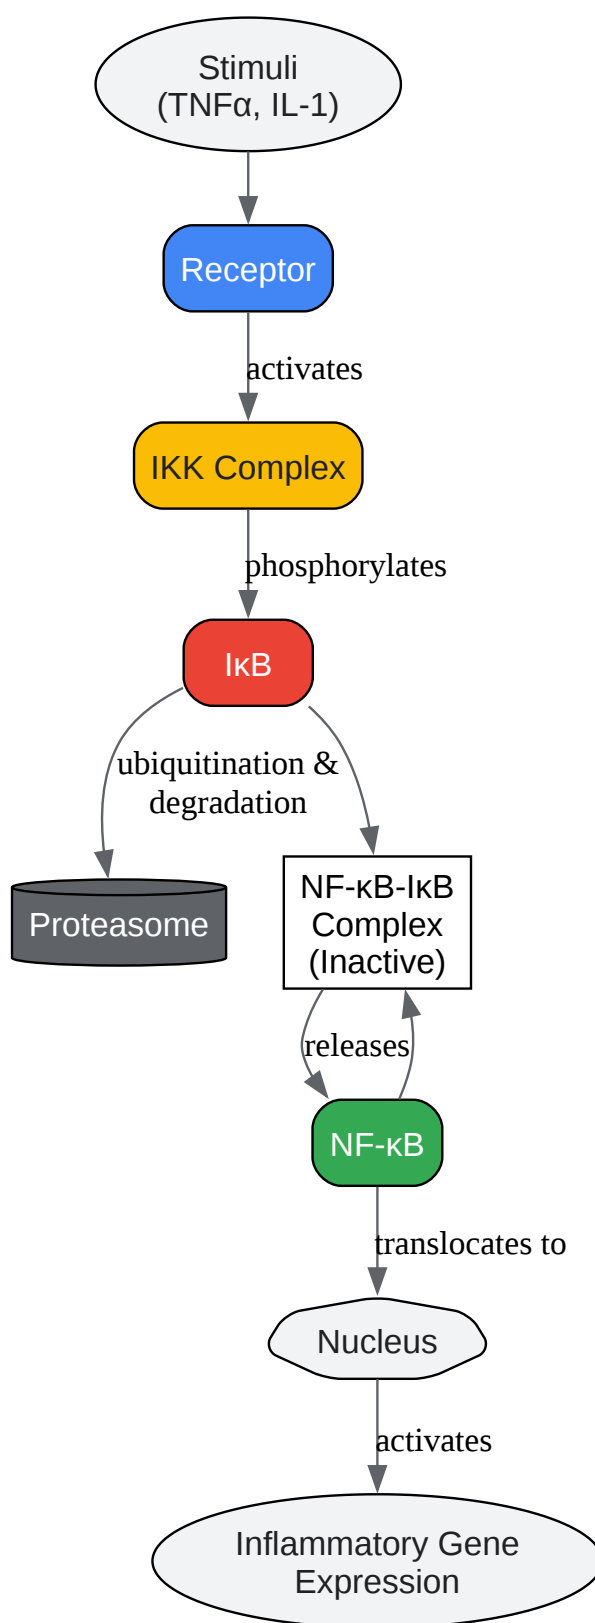 Stimuli
(TNFα, IL-1)
Receptor
activates
IKK Complex
phosphorylates
IκB
ubiquitination &
degradation
Proteasome
NF-κB-IκB
Complex
(Inactive)
releases
NF-κB
translocates to
Nucleus
activates
Inflammatory Gene
Expression